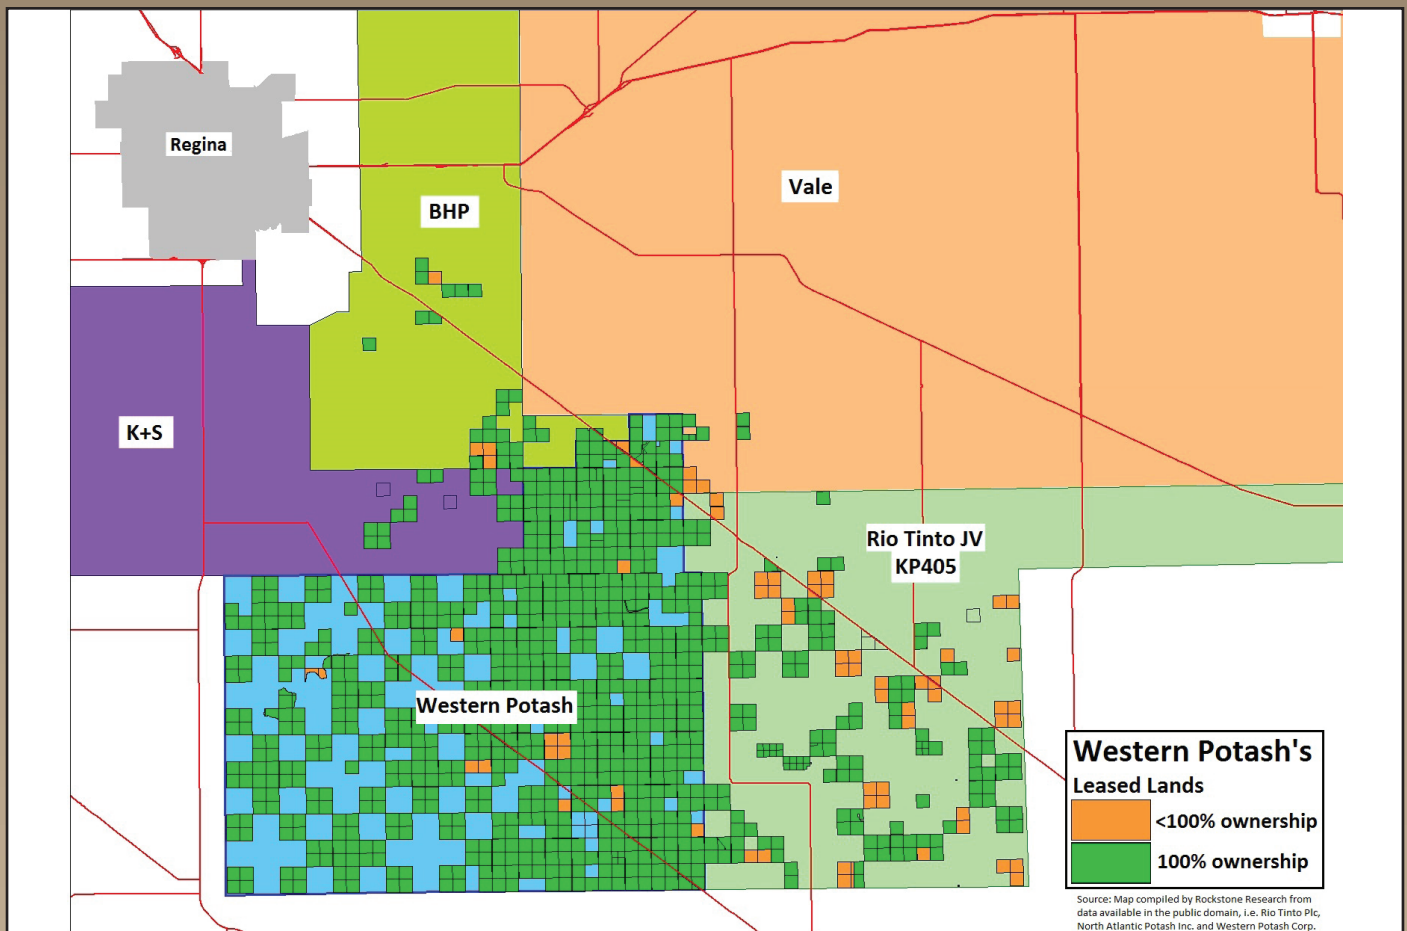 Regina
Vale
BHP
K+S
Rio Tinto JV
KP405
Western Potash
Western Potash's
Leased Lands
<100% ownership
100% ownership
Source: Map compiled by Rockstone Research from
data available in the public domain, i.e. Rio Tinto Plc,
North Atlantic Potash Inc. and Western Potash Corp.